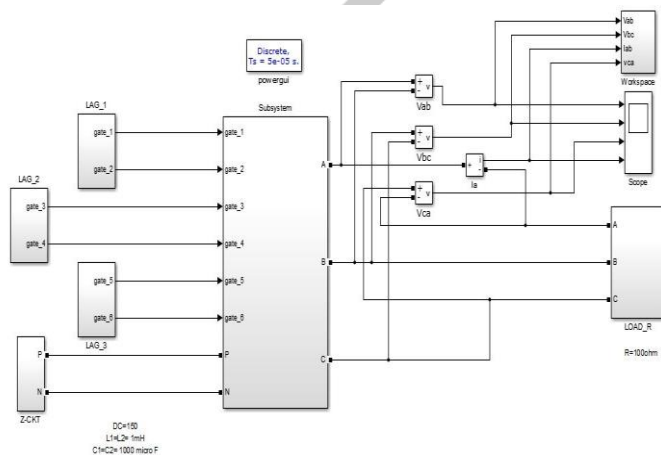 Discrete,
Ts = 5e-05 s.
powergui
Vab
Vbc
Iab
vca
Workspace
LAG_1
gate_1
gate_2
Subsystem
gate_1
gate_2
gate_3
gate_4
gate_5
gate_6
P
N
A
B
C
+
-
v
Vab
+
-
v
Vbc
+
i
-
Ia
+
-
v
Vca
Scope
LAG_2
gate_3
gate_4
gate_5
gate_6
LAG_3
P
N
Z-CKT
A
B
C
LOAD_R
R=100ohm
DC=150
L1=L2= 1mH
C1=C2= 1000 micro F